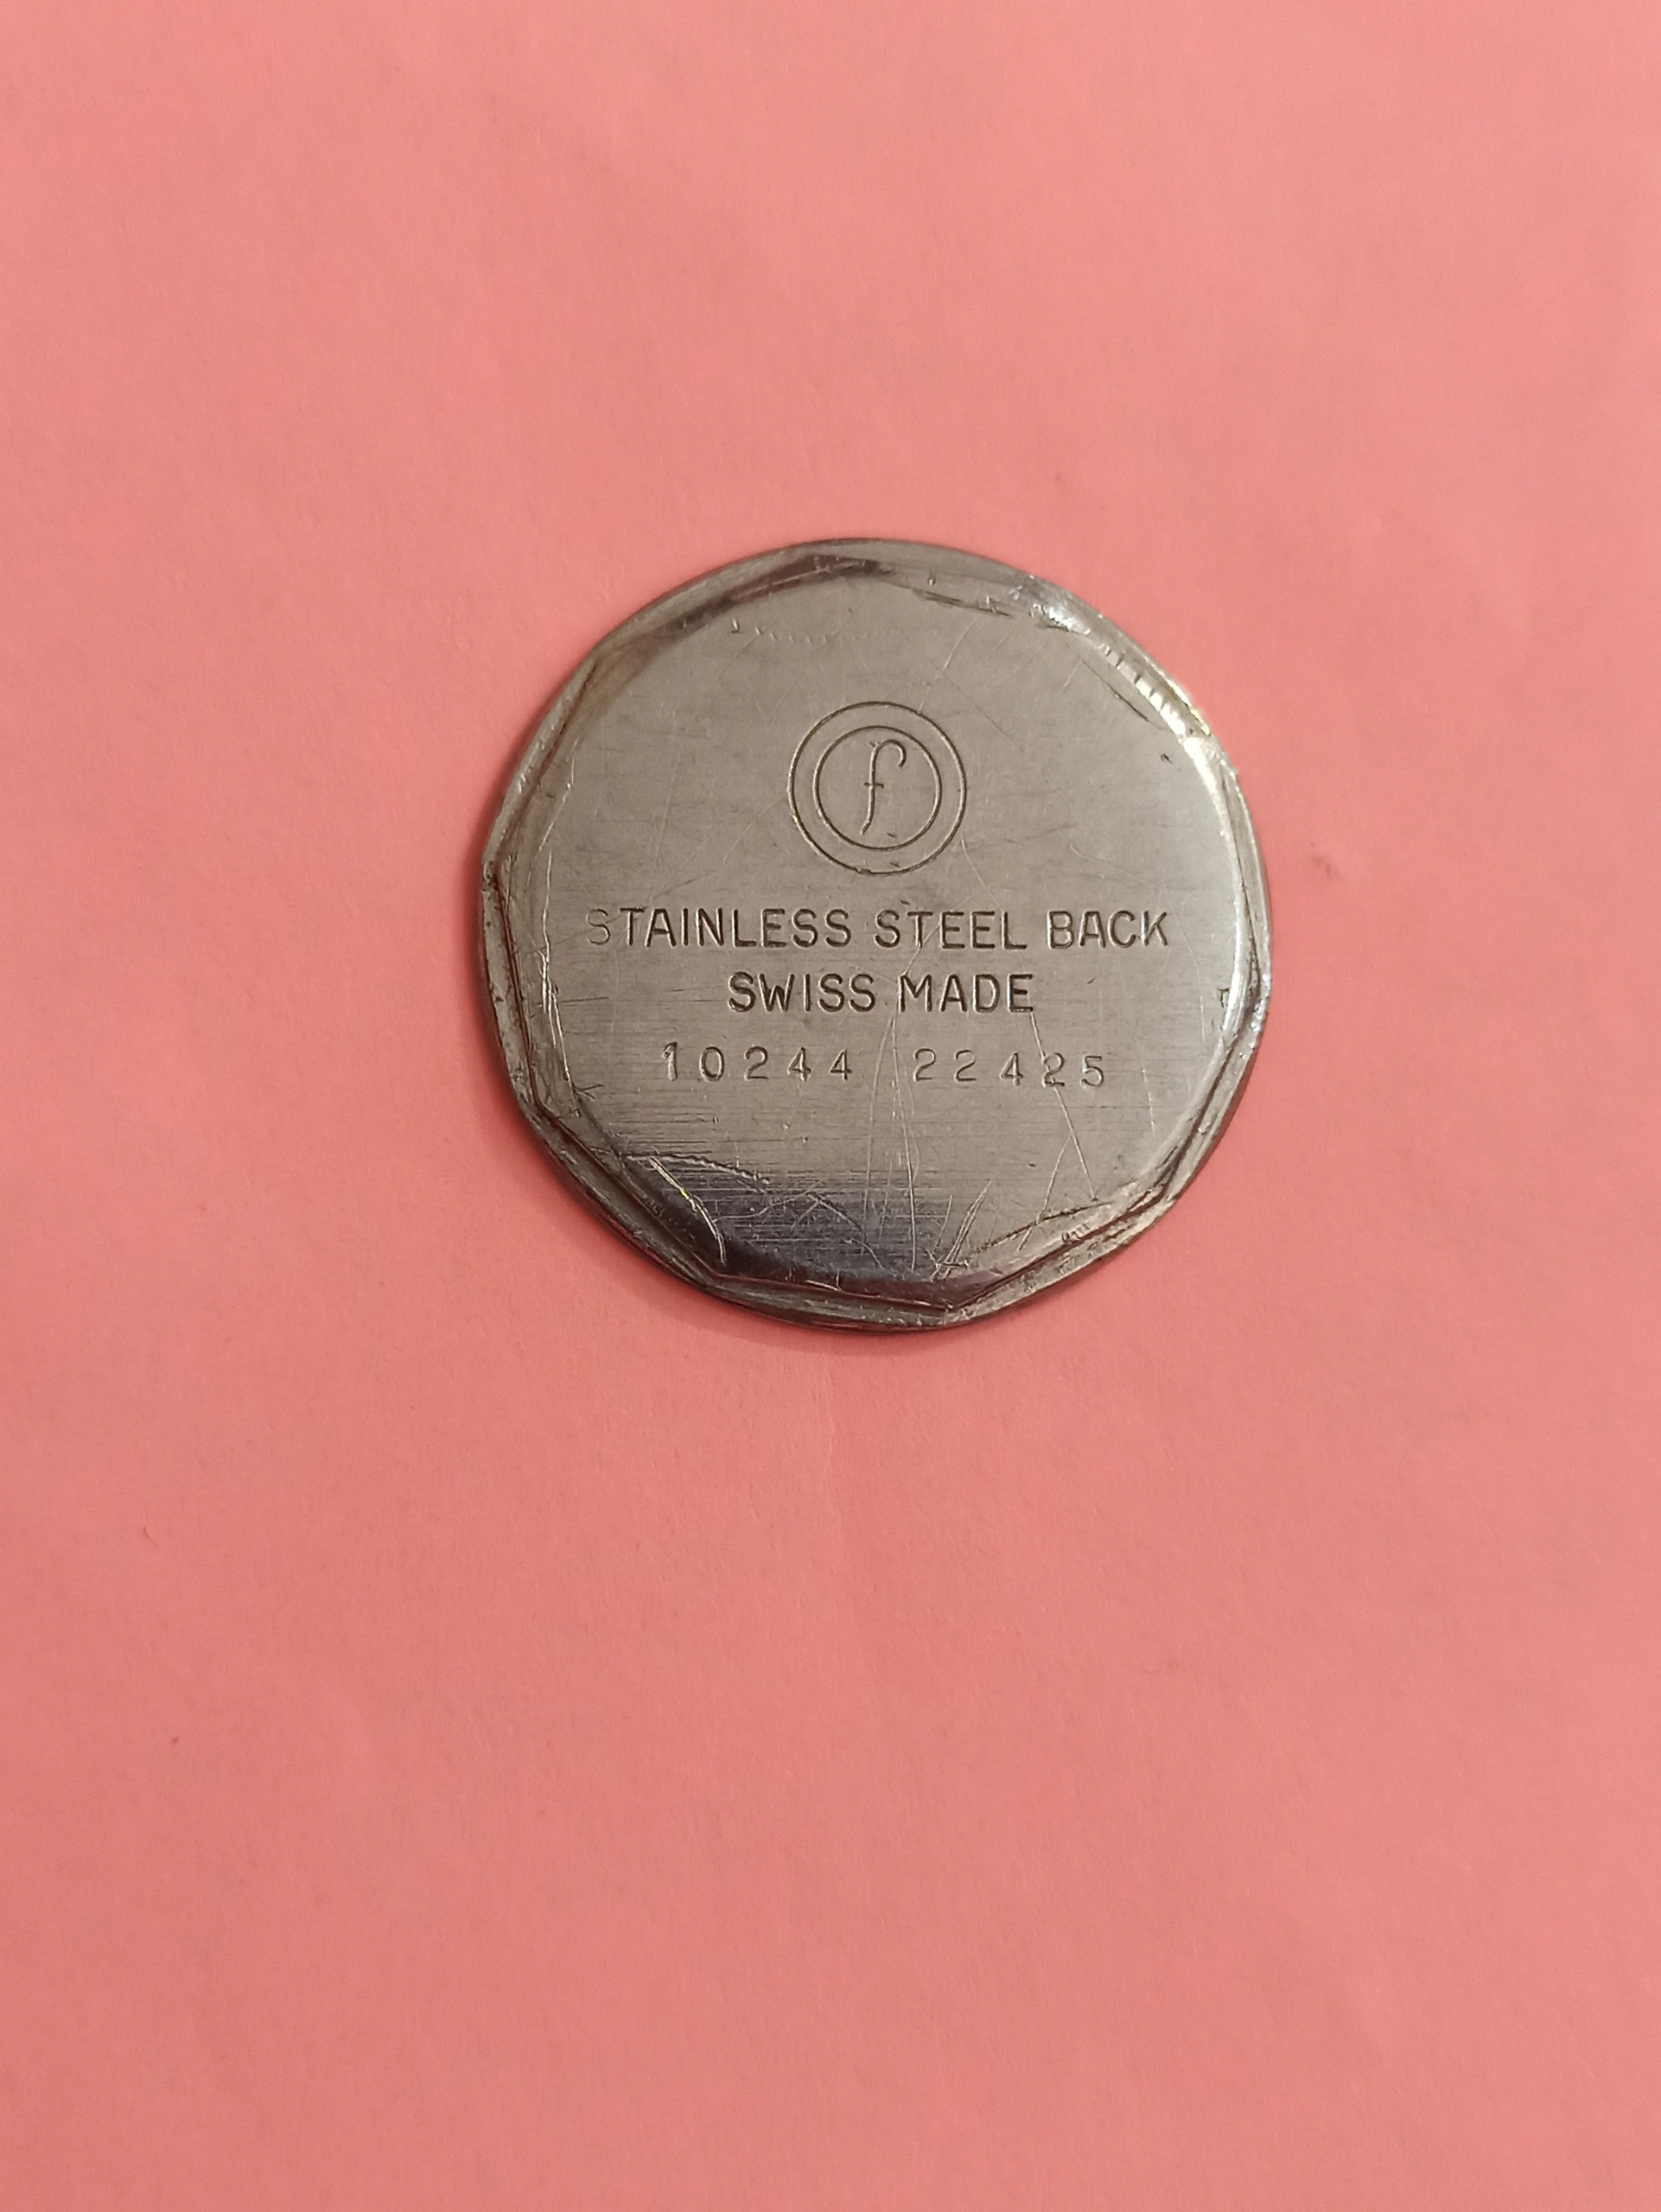 f
STAINLESS STEEL BACK
SWISS MADE
10244 22425